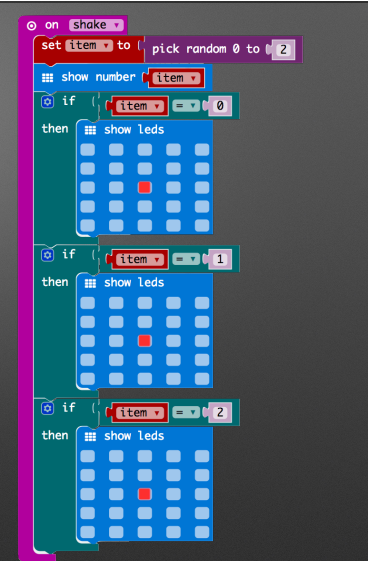 on shake
set item to pick random 0 to 2
show number item
if item = 0
then show leds
if item = 1
then show leds
if item = 2
then show leds